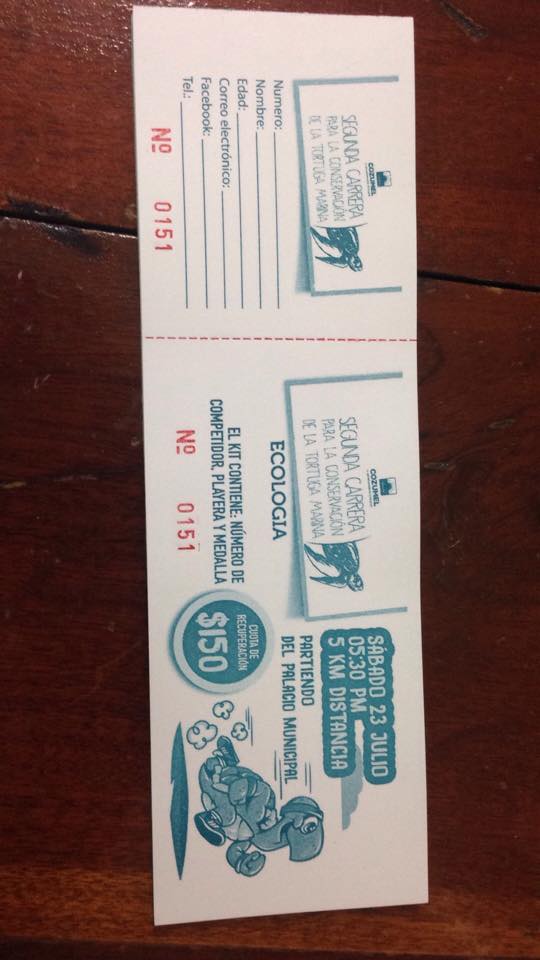 COZUMEL
SEGUNDA CARRERA
PARA LA CONSERVACIÓN
DE LA TORTUGA MARINA
Numero:
Nombre:
Edad:
Correo electrónico:
Facebook:
Tel.:
Nº 0151
COZUMEL
SEGUNDA CARRERA
PARA LA CONSERVACIÓN
DE LA TORTUGA MARINA
ECOLOGIA
EL KIT CONTIENE: NÚMERO DE
COMPETIDOR, PLAYERA Y MEDALLA
Nº 0151
SÁBADO 23 JULIO
05:30 PM
5 KM DISTANCIA
PARTIENDO
DEL PALACIO MUNICIPAL
CUOTA DE
RECUPERACIÓN
$150